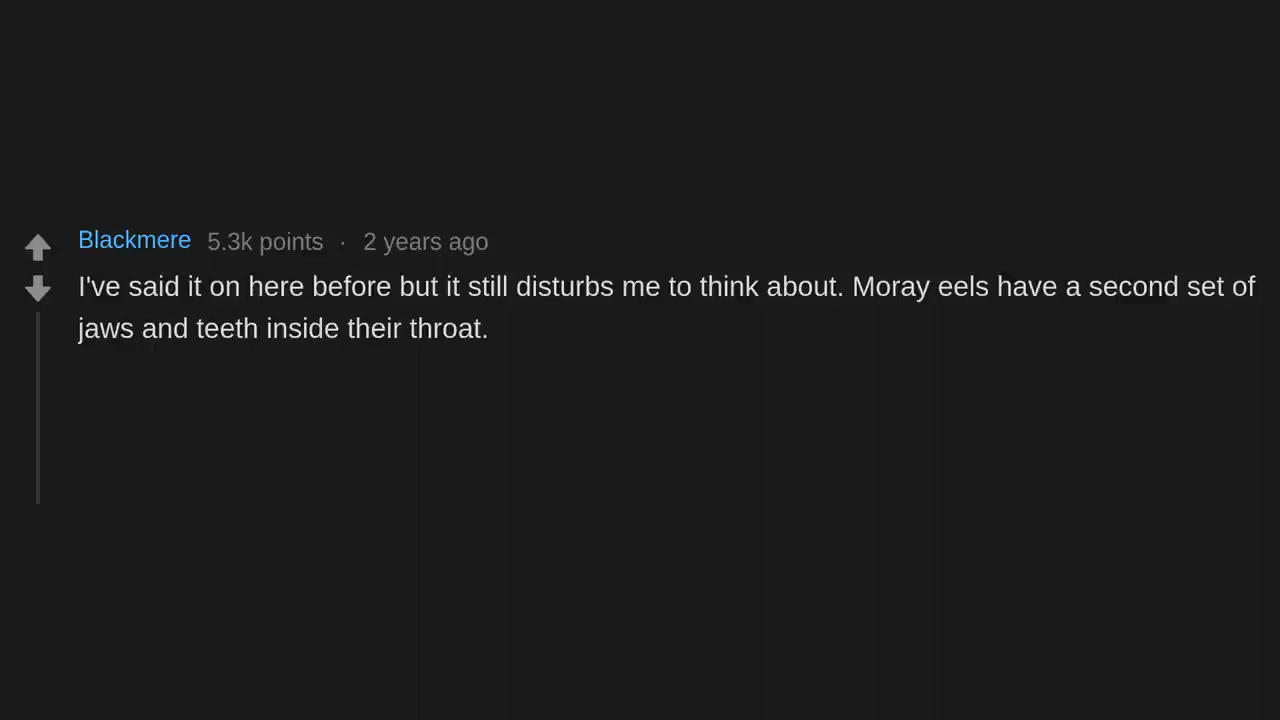 Blackmere 5.3k points · 2 years ago
I've said it on here before but it still disturbs me to think about. Moray eels have a second set of
jaws and teeth inside their throat.